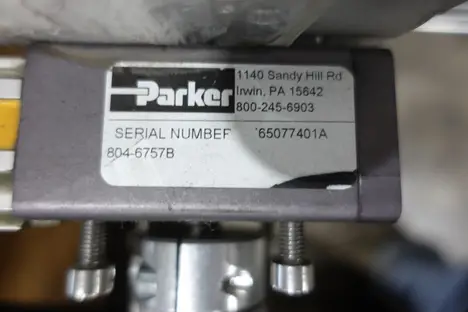 Parker
1140 Sandy Hill Rd
Irwin, PA 15642
800-245-6903
SERIAL NUMBER 65077401A
804-6757B